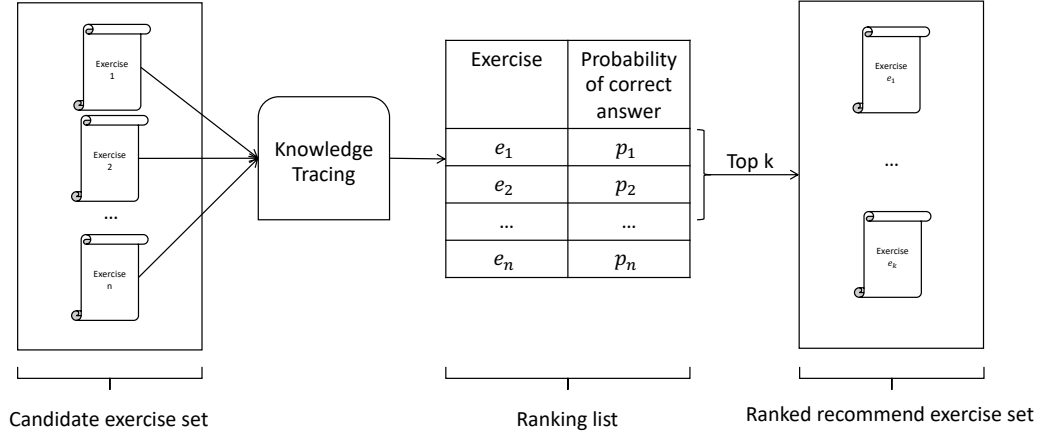 Exercise
1
Exercise
2
...
Exercise
n
Candidate exercise set
Knowledge
Tracing
Exercise
Probability
of correct
answer
e₁
p₁
e₂
p₂
...
...
eₙ
pₙ
Ranking list
Top k
Exercise
e₁
...
Exercise
eₖ
Ranked recommend exercise set